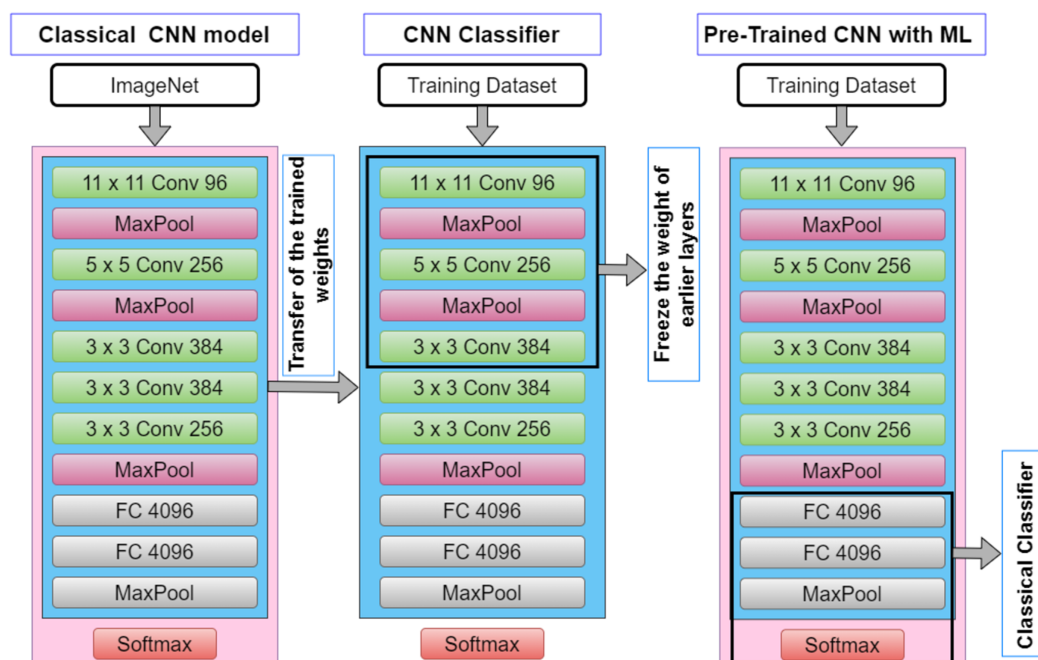 Classical CNN model
ImageNet
11 x 11 Conv 96
MaxPool
5 x 5 Conv 256
MaxPool
3 x 3 Conv 384
3 x 3 Conv 384
3 x 3 Conv 256
MaxPool
FC 4096
FC 4096
MaxPool
Softmax
Transfer of the trained
weights
CNN Classifier
Training Dataset
11 x 11 Conv 96
MaxPool
5 x 5 Conv 256
MaxPool
3 x 3 Conv 384
3 x 3 Conv 384
3 x 3 Conv 256
MaxPool
FC 4096
FC 4096
MaxPool
Softmax
Freeze the weight of
earlier layers
Pre-Trained CNN with ML
Training Dataset
11 x 11 Conv 96
MaxPool
5 x 5 Conv 256
MaxPool
3 x 3 Conv 384
3 x 3 Conv 384
3 x 3 Conv 256
MaxPool
FC 4096
FC 4096
MaxPool
Softmax
Classical Classifier